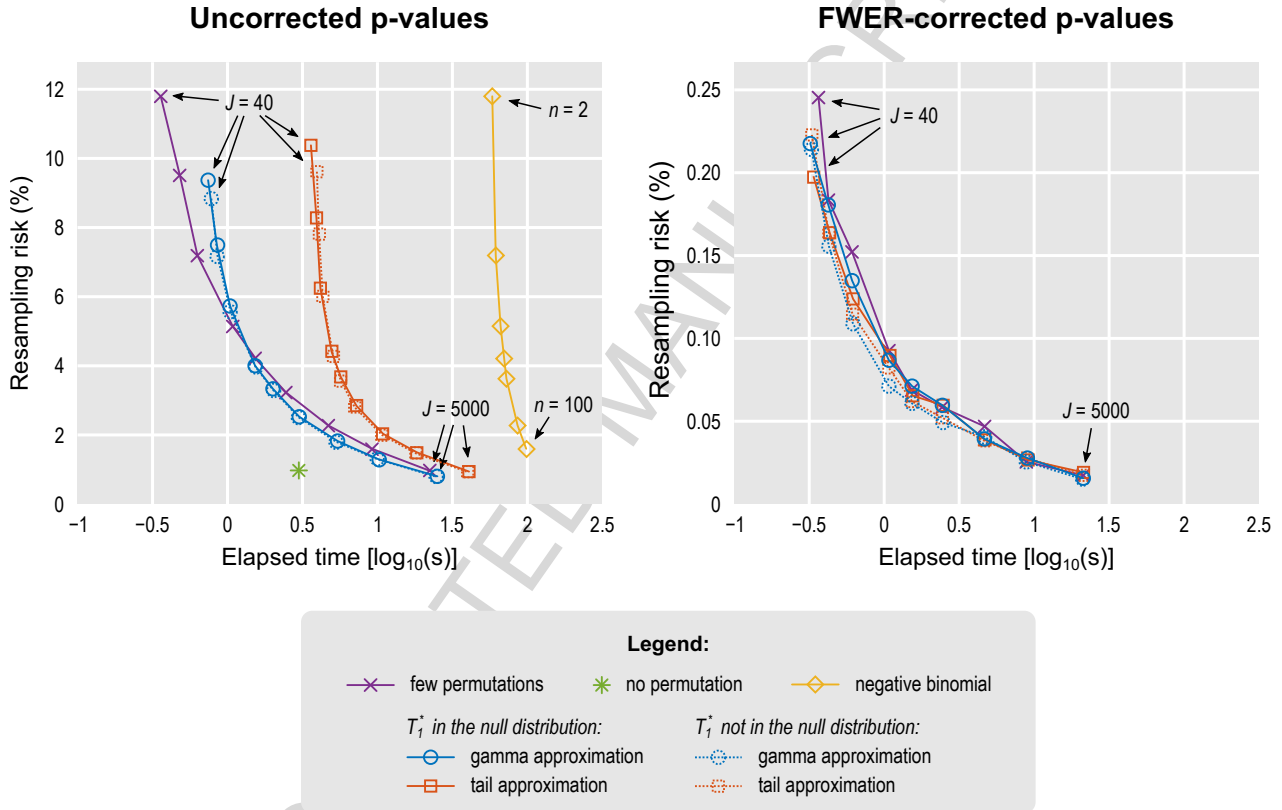 Uncorrected p-values
FWER-corrected p-values
12
10
8
6
4
2
0
Resampling risk (%)
J = 40
n = 2
J = 5000
n = 100
−1
−0.5
0
0.5
1
1.5
2
2.5
Elapsed time [log10(s)]
0.25
0.20
0.15
0.10
0.05
0
Resampling risk (%)
J = 40
J = 5000
−1
−0.5
0
0.5
1
1.5
2
2.5
Elapsed time [log10(s)]
Legend:
few permutations
no permutation
negative binomial
T*1 in the null distribution:
T*1 not in the null distribution:
gamma approximation
gamma approximation
tail approximation
tail approximation